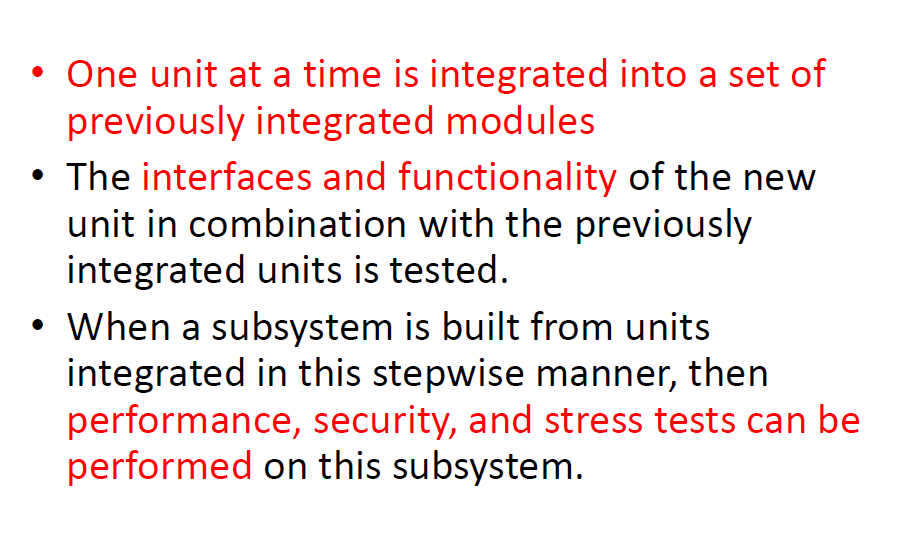 • One unit at a time is integrated into a set of
previously integrated modules
• The interfaces and functionality of the new
unit in combination with the previously
integrated units is tested.
• When a subsystem is built from units
integrated in this stepwise manner, then
performance, security, and stress tests can be
performed on this subsystem.